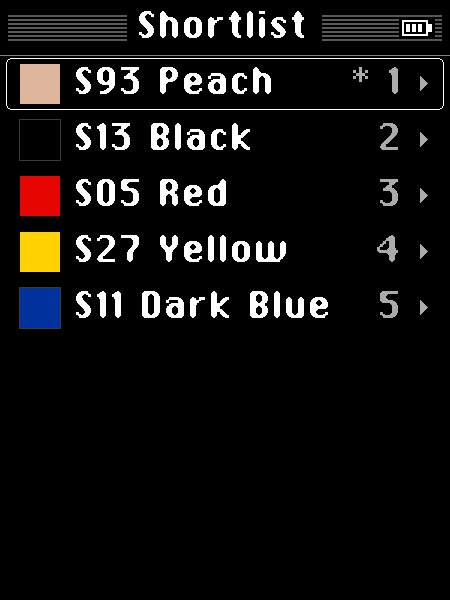 Shortlist
S93 Peach * 1
S13 Black 2
S05 Red 3
S27 Yellow 4
S11 Dark Blue 5